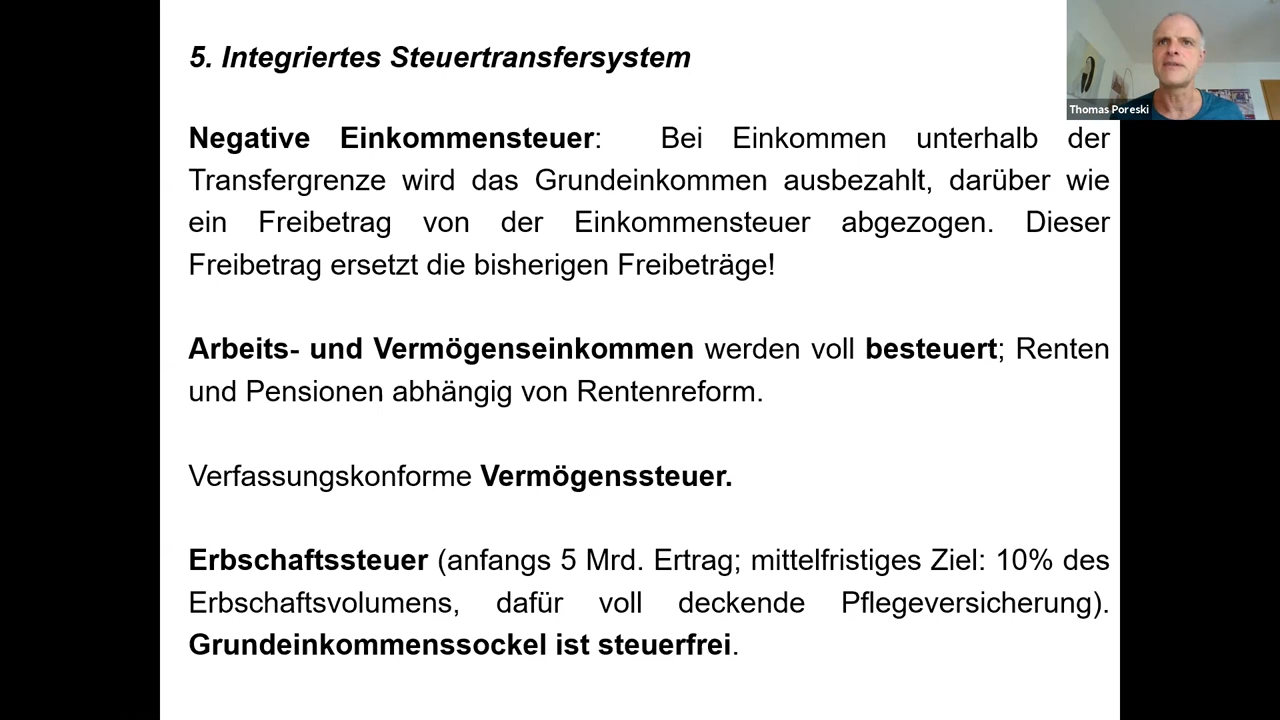 5. Integriertes Steuertransfersystem
Thomas Poreski
Negative Einkommensteuer: Bei Einkommen unterhalb der
Transfergrenze wird das Grundeinkommen ausbezahlt, darüber wie
ein Freibetrag von der Einkommensteuer abgezogen. Dieser
Freibetrag ersetzt die bisherigen Freibeträge!
Arbeits- und Vermögenseinkommen werden voll besteuert; Renten
und Pensionen abhängig von Rentenreform.
Verfassungskonforme Vermögenssteuer.
Erbschaftssteuer (anfangs 5 Mrd. Ertrag; mittelfristiges Ziel: 10% des
Erbschaftsvolumens, dafür voll deckende Pflegeversicherung).
Grundeinkommenssockel ist steuerfrei.